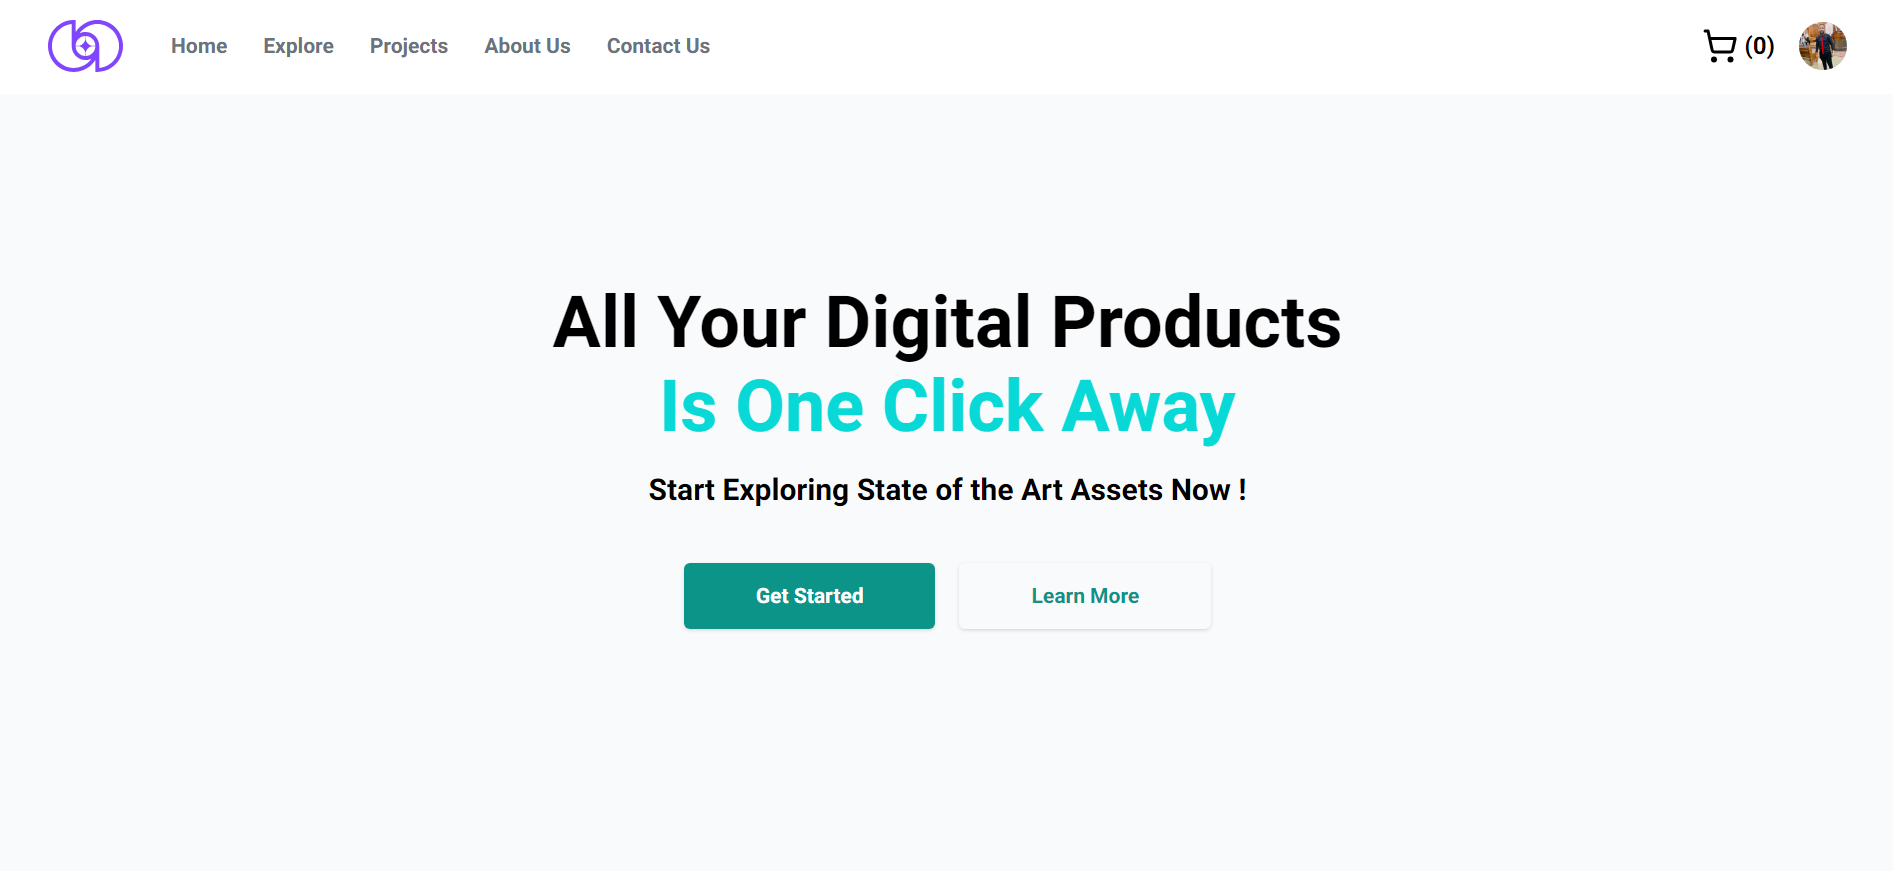 Home Explore Projects About Us Contact Us (0)
All Your Digital Products
Is One Click Away
Start Exploring State of the Art Assets Now !
Get Started Learn More